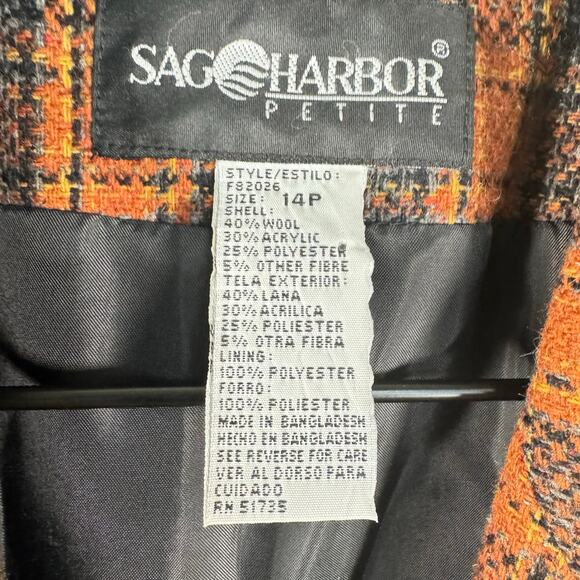 SAG HARBOR®
PETITE
STYLE/ESTILO:
F82026
SIZE: 14P
SHELL:
40% WOOL
30% ACRYLIC
25% POLYESTER
5% OTHER FIBRE
TELA EXTERIOR:
40% LANA
30% ACRILICA
25% POLIESTER
5% OTRA FIBRA
LINING:
100% POLYESTER
FORRO:
100% POLIESTER
MADE IN BANGLADESH
HECHO EN BANGLADESH
SEE REVERSE FOR CARE
VER AL DORSO PARA
CUIDADO
RN 51735